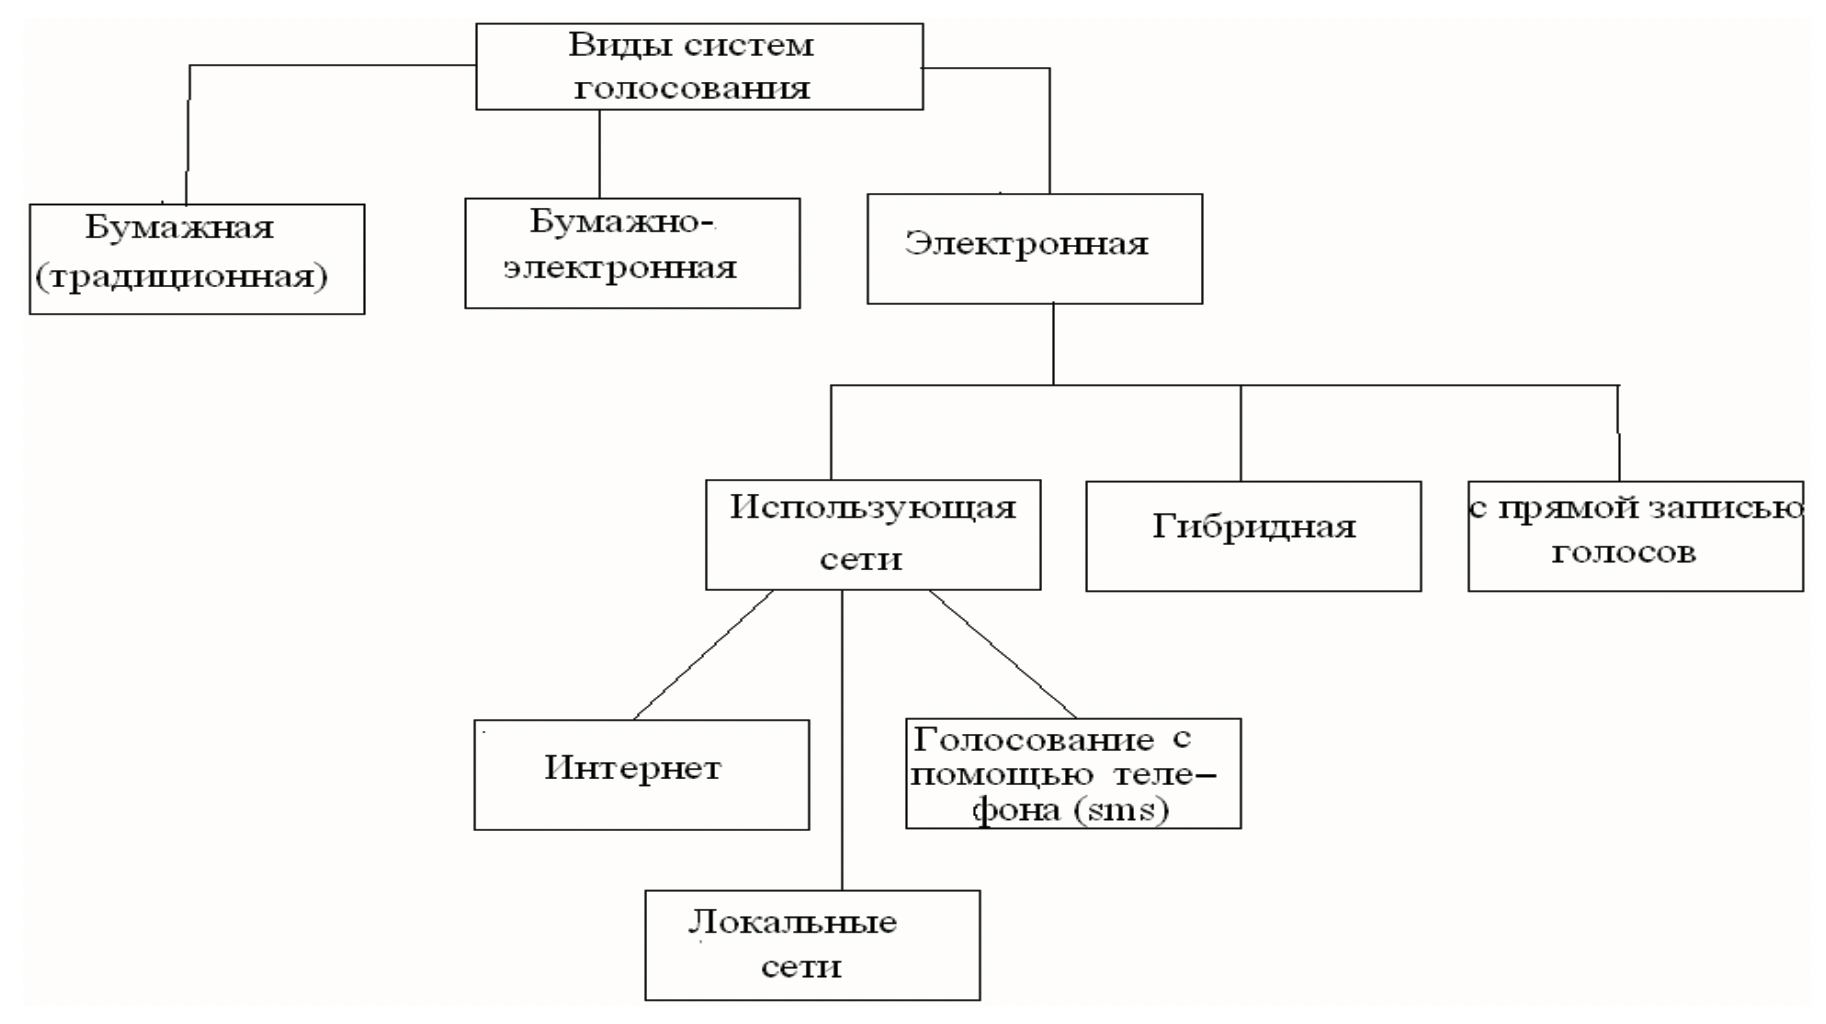 Виды систем
голосования
Бумажная
(традиционная)
Бумажно-
электронная
Электронная
Использующая
сети
Гибридная
с прямой записью
голосов
Интернет
Голосование с
помощью теле–
фона (sms)
Локальные
сети